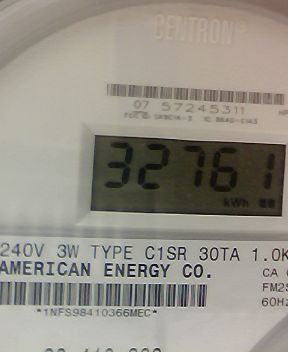 CENTRON®
07 57245311
32761
kWh
240V 3W TYPE C1SR 30TA 1.0K
AMERICAN ENERGY CO.
CA
FM2S
60Hz
*1NFS98410366MEC*